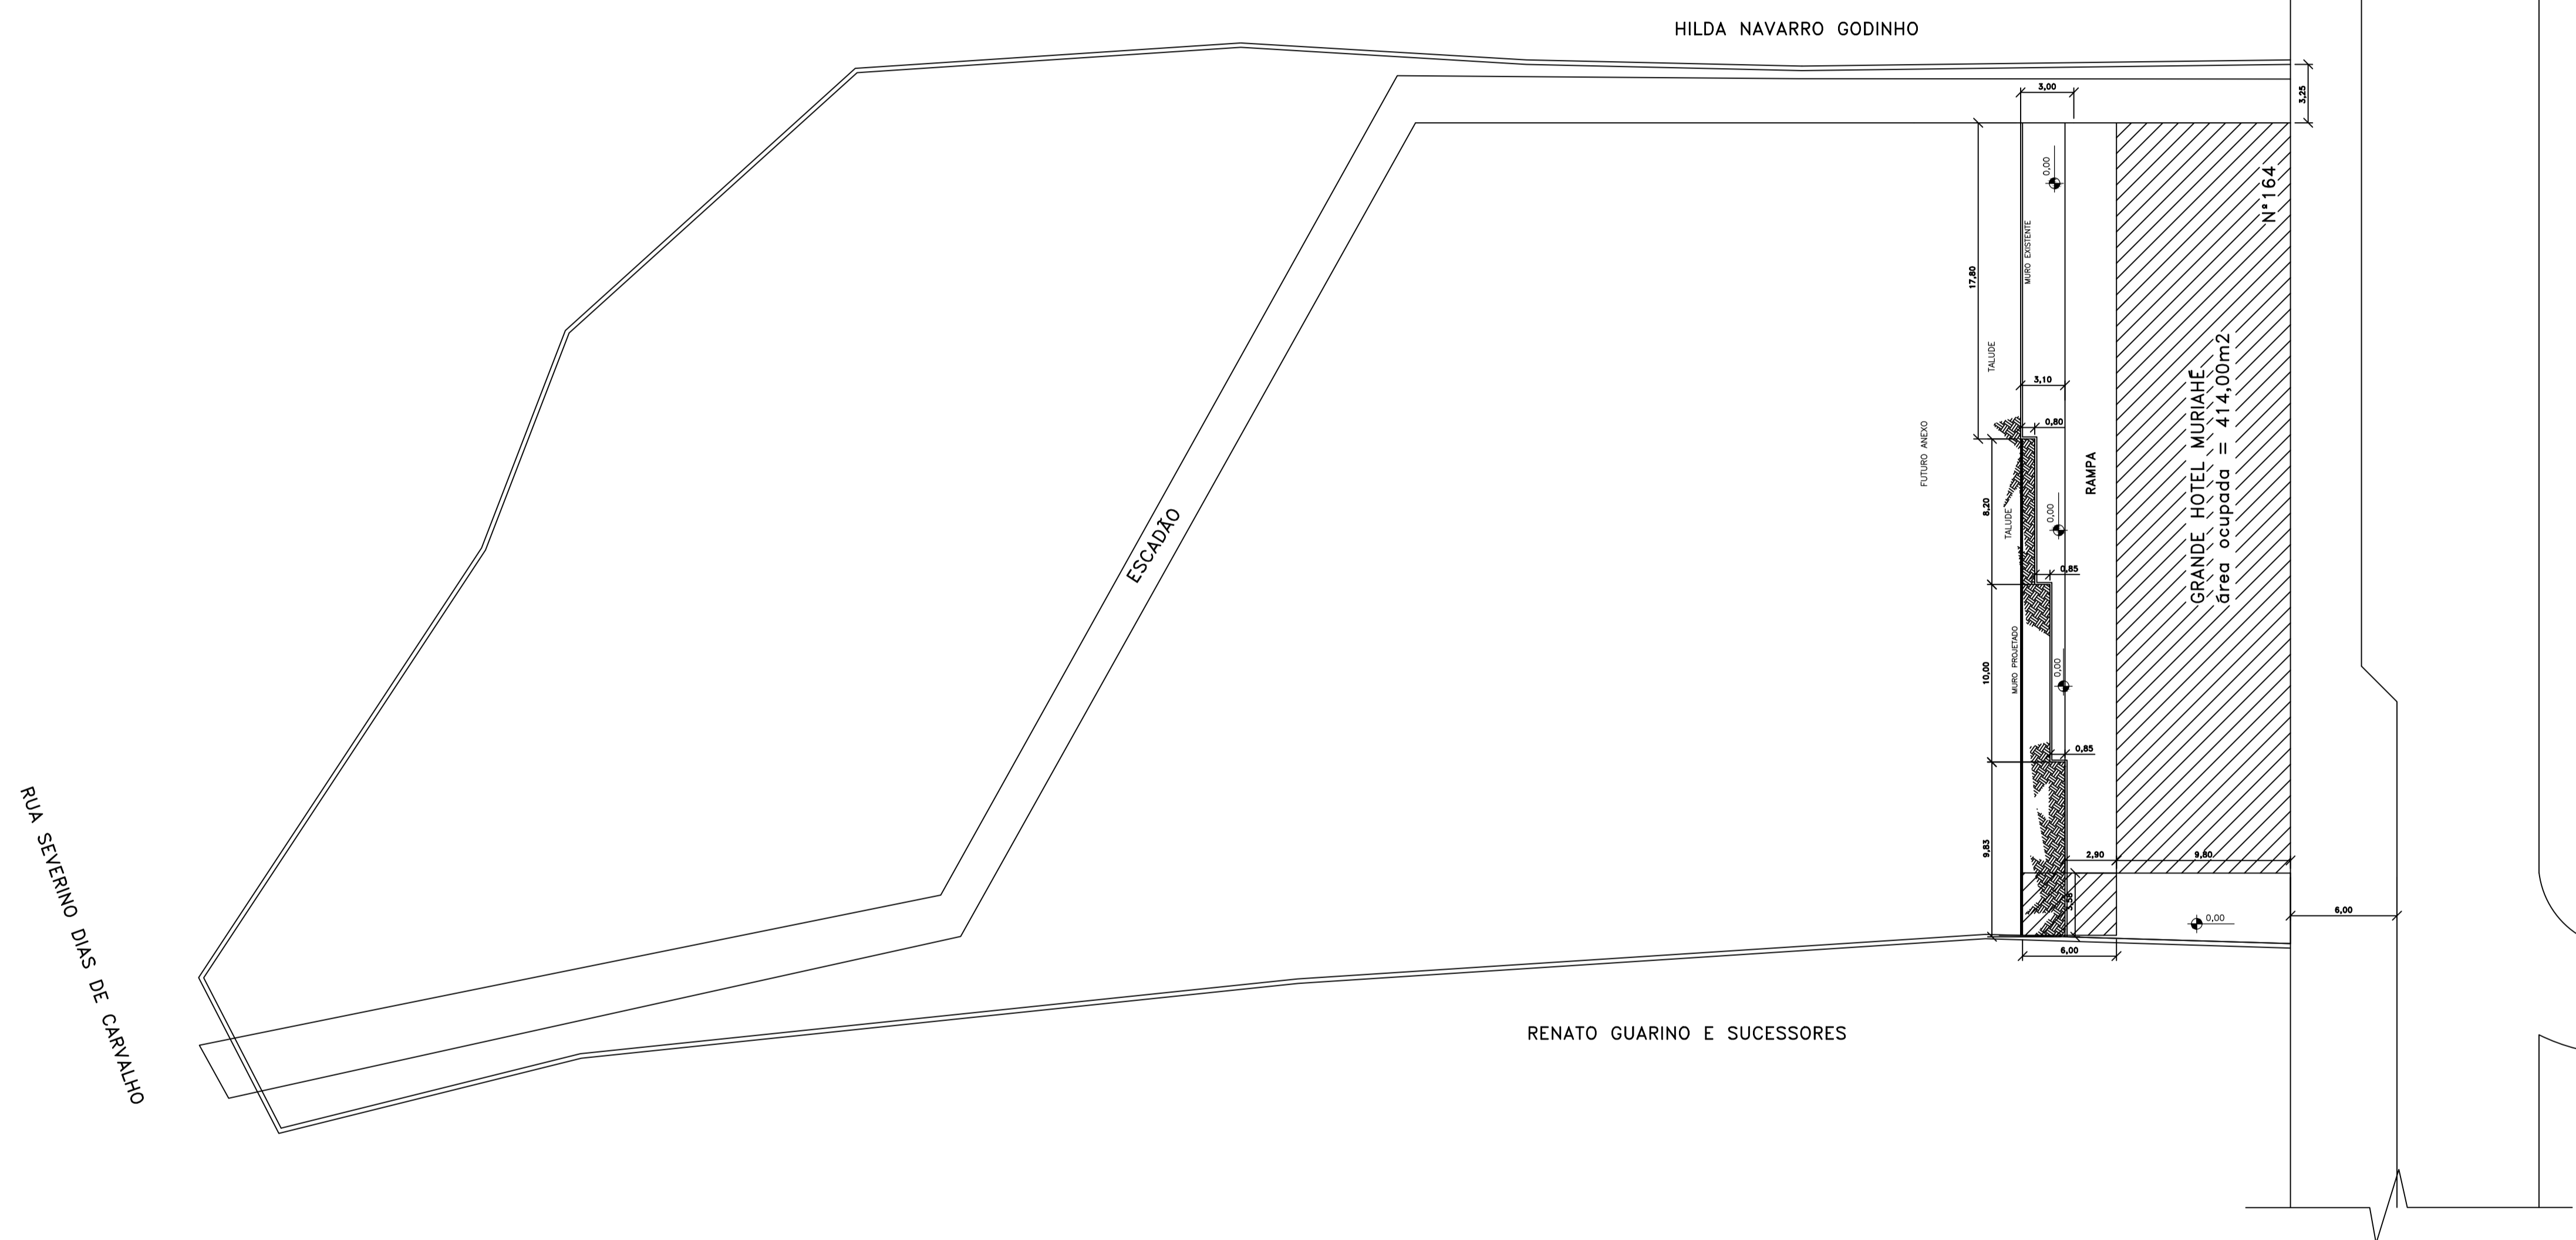 HILDA NAVARRO GODINHO
3,00
3,25
0,00
Nº164
MURO EXISTENTE
17,80
TALUDE
3,10
0,80
FUTURO ANEXO
RAMPA
GRANDE HOTEL MURIAHÉ
área ocupada = 414,00m2
8,20
TALUDE
0,00
ESCADÃO
0,85
MURO PROJETADO
10,00
0,00
0,85
9,83
2,90
9,80
3,58
0,00
6,00
6,00
RUA SEVERINO DIAS DE CARVALHO
RENATO GUARINO E SUCESSORES